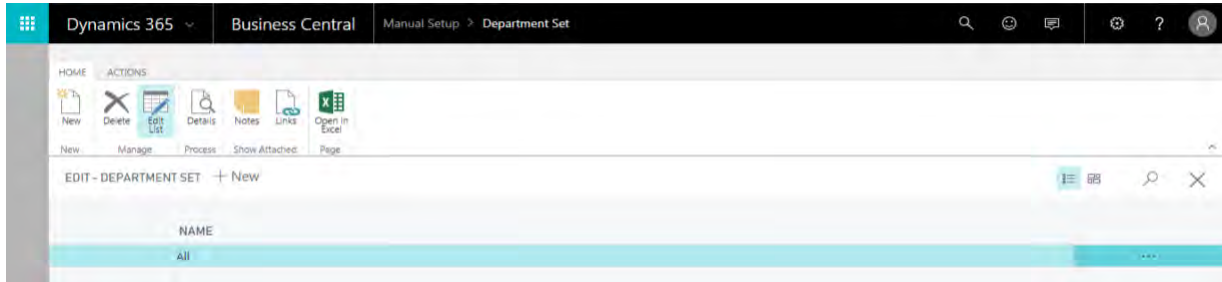 Dynamics 365 Business Central Manual Setup > Department Set ?
HOME ACTIONS
New Delete Edit List Details Notes Links Open in Excel
New Manage Process Show Attached Page
EDIT - DEPARTMENT SET + New
NAME
All
...